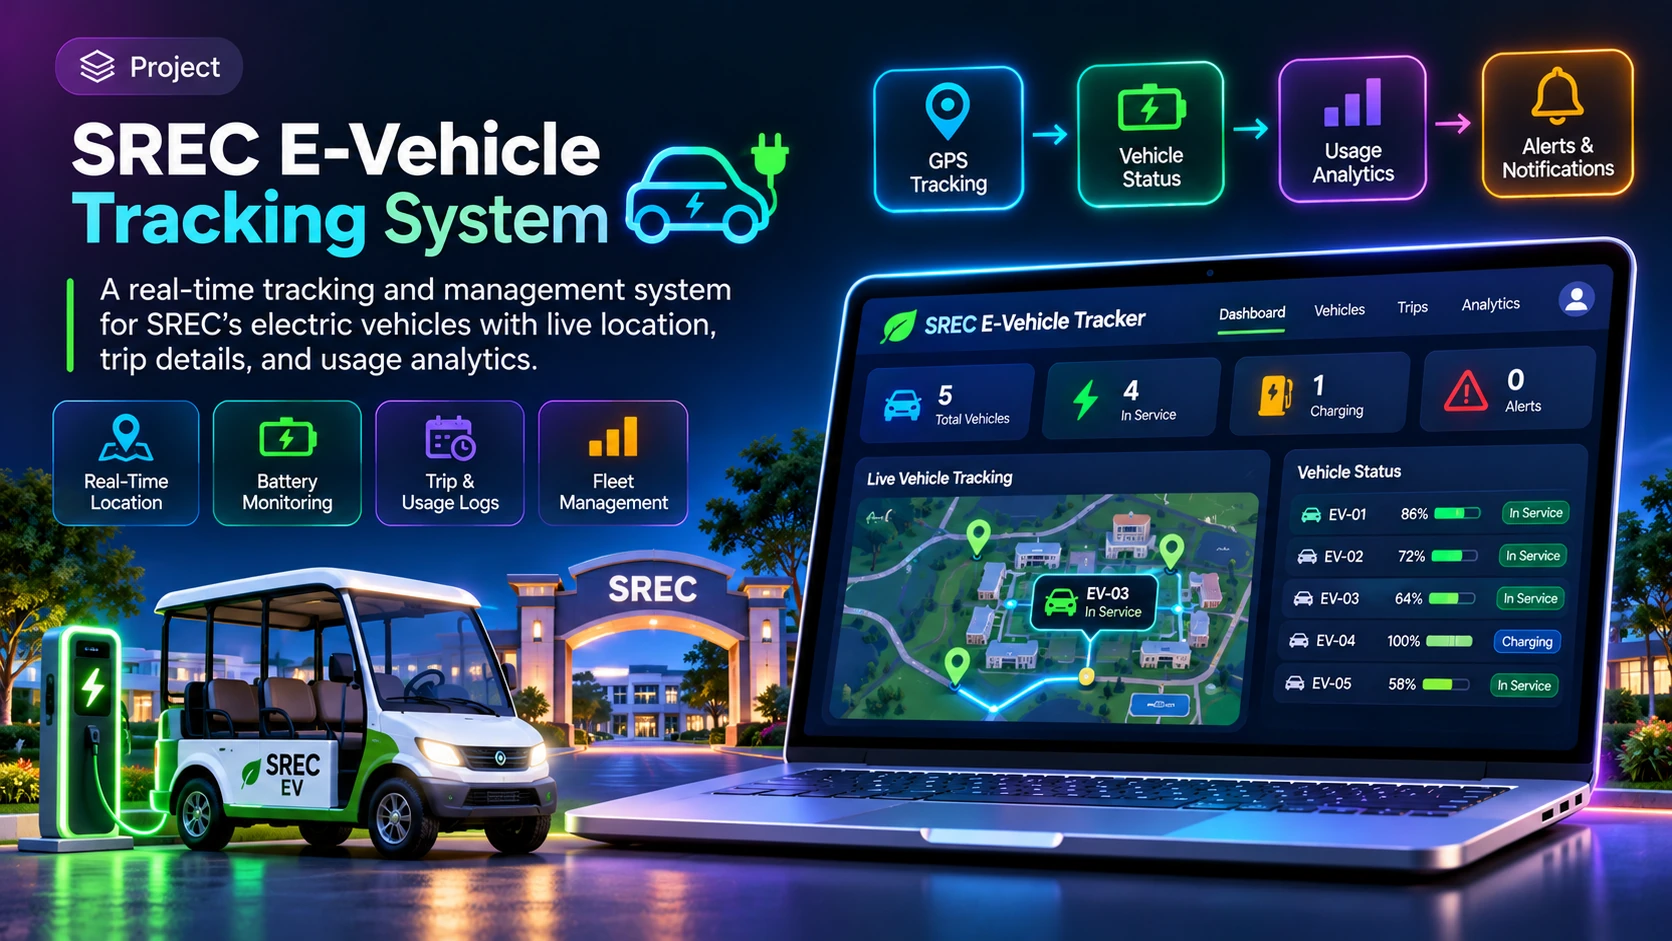 Project
SREC E-Vehicle
Tracking System
A real-time tracking and management system
for SREC's electric vehicles with live location,
trip details, and usage analytics.
Real-Time
Location
Battery
Monitoring
Trip &
Usage Logs
Fleet
Management
GPS
Tracking
Vehicle
Status
Usage
Analytics
Alerts &
Notifications
SREC E-Vehicle Tracker
Dashboard
Vehicles
Trips
Analytics
5
Total Vehicles
4
In Service
1
Charging
0
Alerts
Live Vehicle Tracking
EV-03
In Service
Vehicle Status
EV-01 86% In Service
EV-02 72% In Service
EV-03 64% In Service
EV-04 100% Charging
EV-05 58% In Service
SREC
SREC
EV